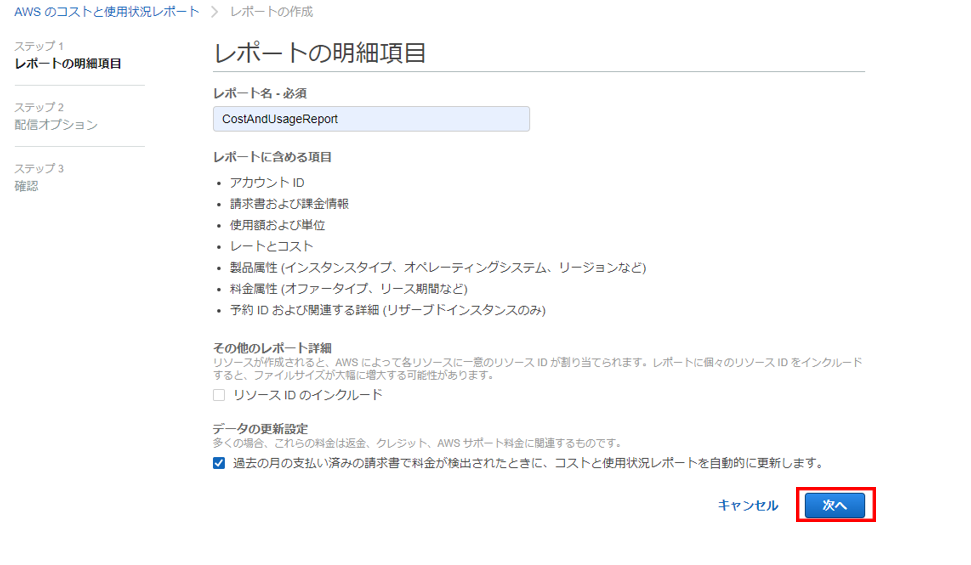 AWS のコストと使用状況レポート > レポートの作成
ステップ 1
レポートの明細項目
ステップ 2
配信オプション
ステップ 3
確認
レポートの明細項目
レポート名 - 必須
CostAndUsageReport
レポートに含める項目
• アカウント ID
• 請求書および課金情報
• 使用額および単位
• レートとコスト
• 製品属性 (インスタンスタイプ、オペレーティングシステム、リージョンなど)
• 料金属性 (オファータイプ、リース期間など)
• 予約 ID および関連する詳細 (リザーブドインスタンスのみ)
その他のレポート詳細
リソースが作成されると、AWS によって各リソースに一意のリソース ID が割り当てられます。レポートに個々のリソース ID をインクルード
すると、ファイルサイズが大幅に増大する可能性があります。
リソース ID のインクルード
データの更新設定
多くの場合、これらの料金は返金、クレジット、AWS サポート料金に関連するものです。
過去の月の支払い済みの請求書で料金が検出されたときに、コストと使用状況レポートを自動的に更新します。
キャンセル 次へ